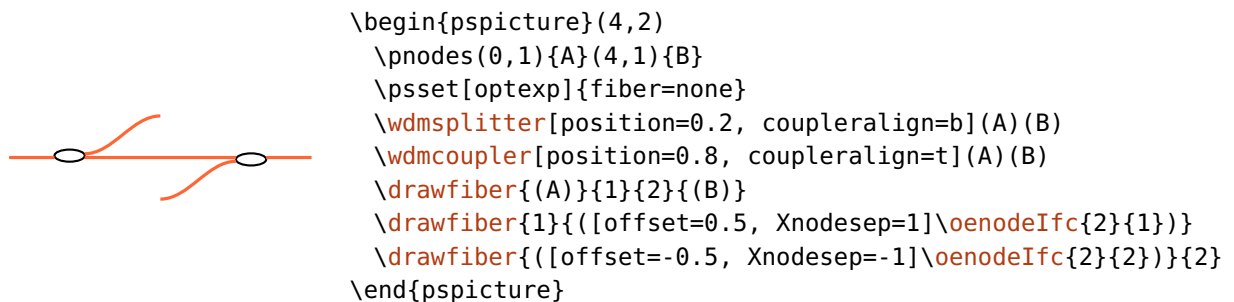 \begin{pspicture}(4,2)
\pnodes(0,1){A}(4,1){B}
\psset[optexp]{fiber=none}
\wdmsplitter[position=0.2, coupleralign=b](A)(B)
\wdmcoupler[position=0.8, coupleralign=t](A)(B)
\drawfiber{(A)}{1}{2}{(B)}
\drawfiber{1}{([offset=0.5, Xnodesep=1]\oenodeIfc{2}{1})}
\drawfiber{([offset=-0.5, Xnodesep=-1]\oenodeIfc{2}{2})}{2}
\end{pspicture}